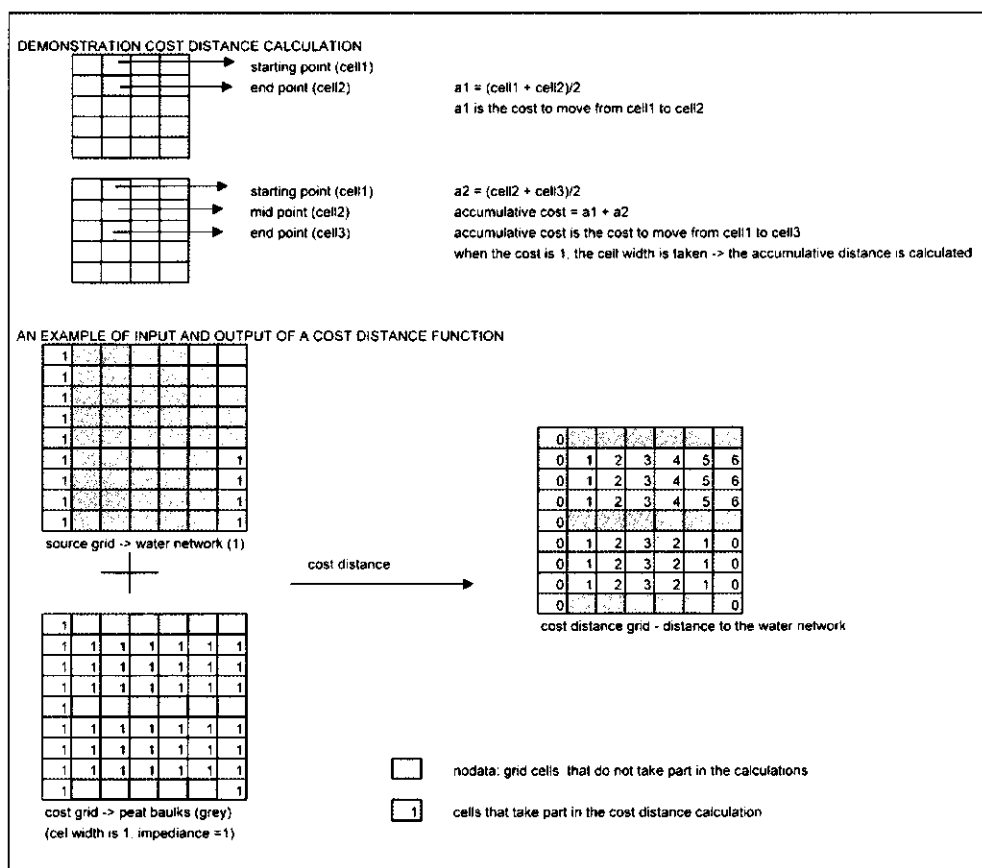 DEMONSTRATION COST DISTANCE CALCULATION
starting point (cell1)
end point (cell2)
a1 = (cell1 + cell2)/2
a1 is the cost to move from cell1 to cell2
starting point (cell1)
mid point (cell2)
end point (cell3)
a2 = (cell2 + cell3)/2
accumulative cost = a1 + a2
accumulative cost is the cost to move from cell1 to cell3
when the cost is 1, the cell width is taken -> the accumulative distance is calculated
AN EXAMPLE OF INPUT AND OUTPUT OF A COST DISTANCE FUNCTION
1
1
1
1
1
1 1
1 1
1 1
1 1
source grid -> water network (1)
cost distance
0
0 1 2 3 4 5 6
0 1 2 3 4 5 6
0 1 2 3 4 5 6
0
0 1 2 3 2 1 0
0 1 2 3 2 1 0
0 1 2 3 2 1 0
0 0
cost distance grid - distance to the water network
1
1 1 1 1 1 1 1
1 1 1 1 1 1 1
1 1 1 1 1 1 1
1
1 1 1 1 1 1 1
1 1 1 1 1 1 1
1 1 1 1 1 1 1
1 1
cost grid -> peat baulks (grey)
(cel width is 1, impediance =1)
nodata: grid cells that do not take part in the calculations
1 cells that take part in the cost distance calculation